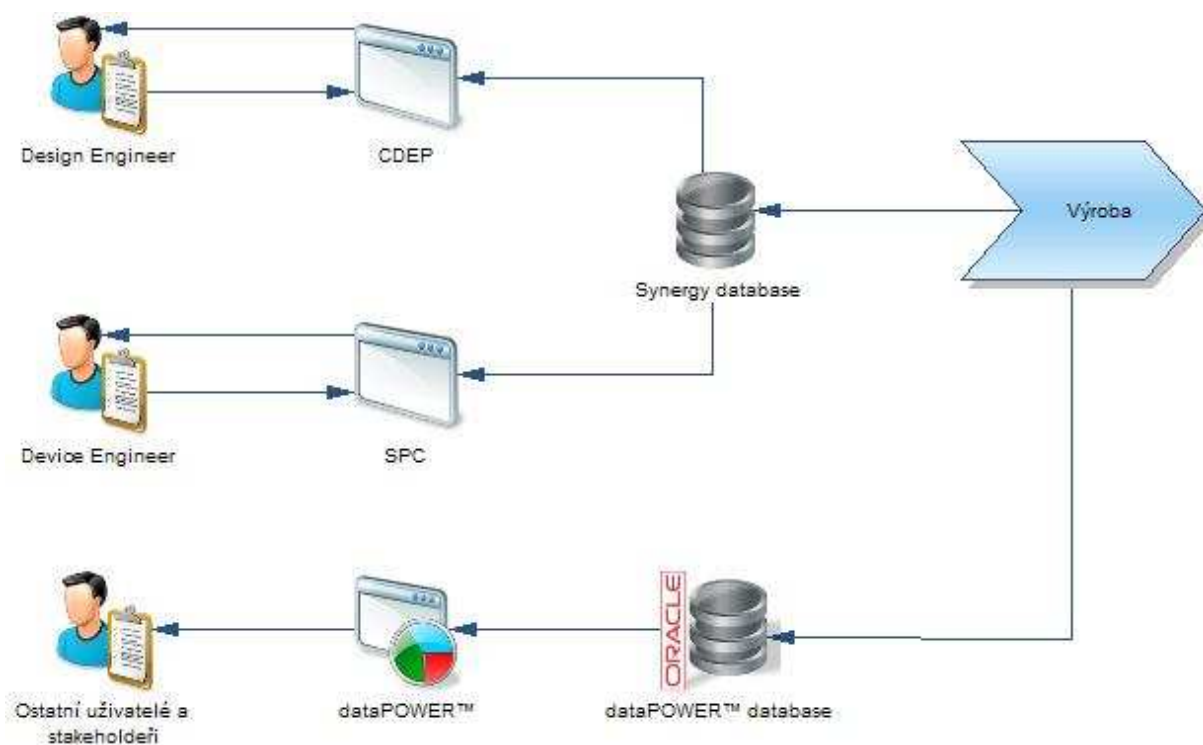 Design Engineer
CDEP
Výroba
Synergy database
Device Engineer
SPC
ORACLE
Ostatní uživatelé a
stakeholdeři
dataPOWER™
dataPOWER™ database